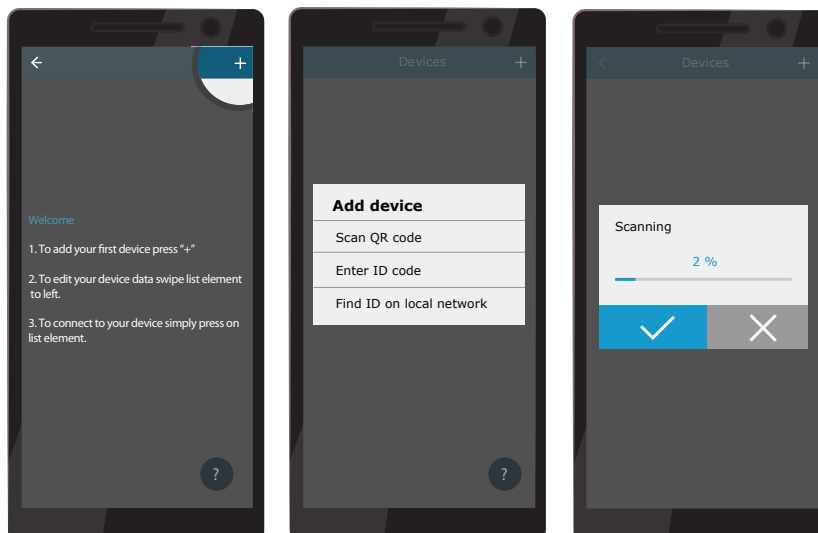 Welcome
1. To add your first device press “+”
2. To edit your device data swipe list element
to left.
3. To connect to your device simply press on
list element.
?
Devices
Add device
Scan QR code
Enter ID code
Find ID on local network
?
Devices
Scanning
2 %